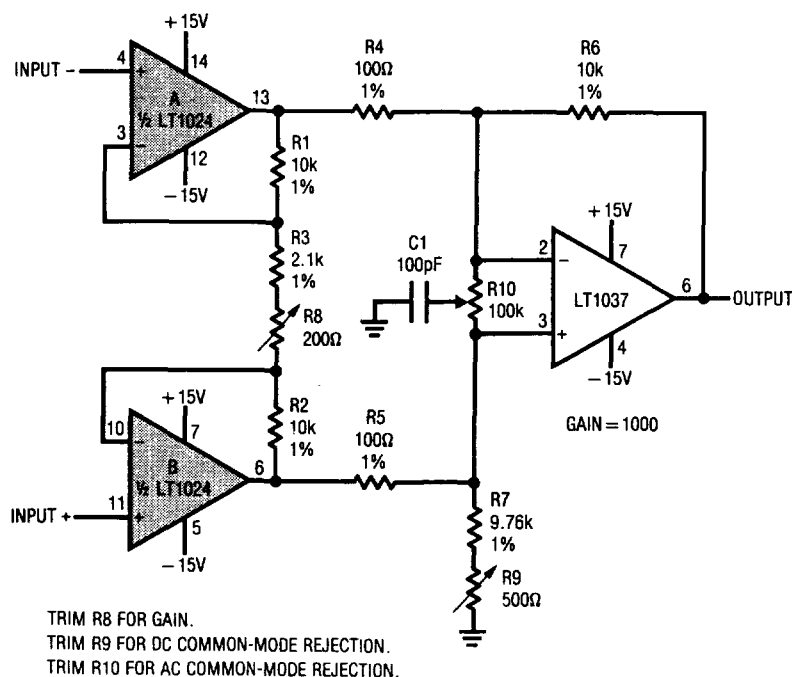 +15V
INPUT −
4
14
+
A
½ LT1024
13
3
−
12
−15V
R4
100Ω
1%
R6
10k
1%
R1
10k
1%
R3
2.1k
1%
R8
200Ω
C1
100pF
R10
100k
+15V
2
7
−
LT1037
6
OUTPUT
3
+
4
−15V
GAIN = 1000
+15V
10
7
−
B
½ LT1024
6
INPUT +
11
+
5
−15V
R2
10k
1%
R5
100Ω
1%
R7
9.76k
1%
R9
500Ω
TRIM R8 FOR GAIN.
TRIM R9 FOR DC COMMON-MODE REJECTION.
TRIM R10 FOR AC COMMON-MODE REJECTION.